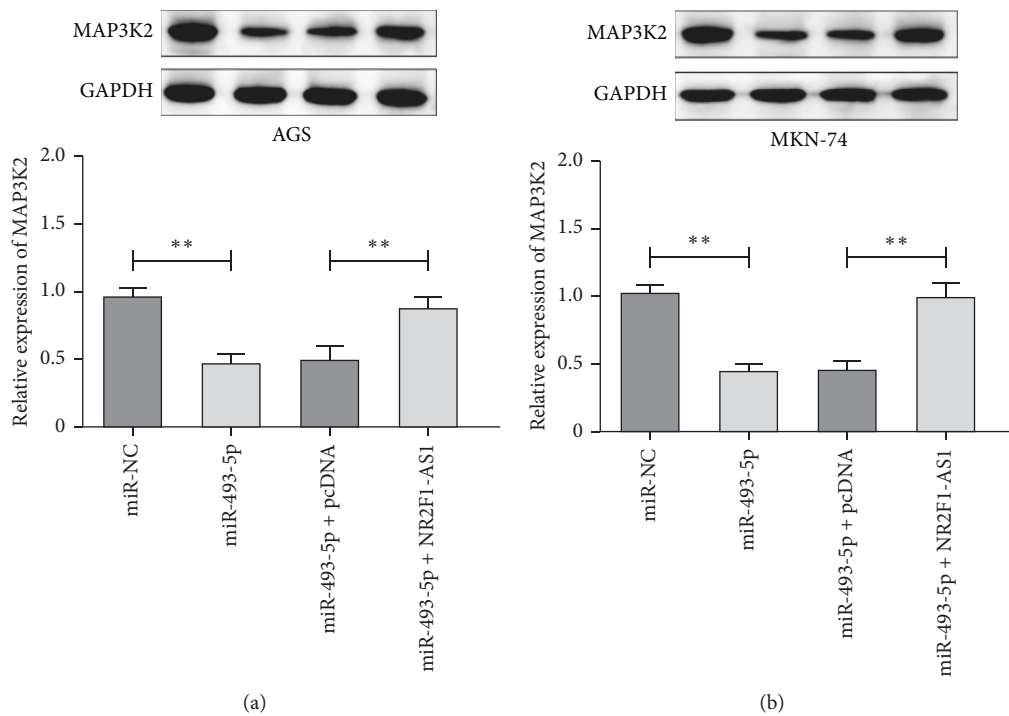 MAP3K2
GAPDH
AGS
Relative expression of MAP3K2
2.0
1.5
1.0
0.5
0
**
**
miR-NC
miR-493-5p
miR-493-5p + pcDNA
miR-493-5p + NR2F1-AS1
(a)
MAP3K2
GAPDH
MKN-74
Relative expression of MAP3K2
2.0
1.5
1.0
0.5
0
**
**
miR-NC
miR-493-5p
miR-493-5p + pcDNA
miR-493-5p + NR2F1-AS1
(b)